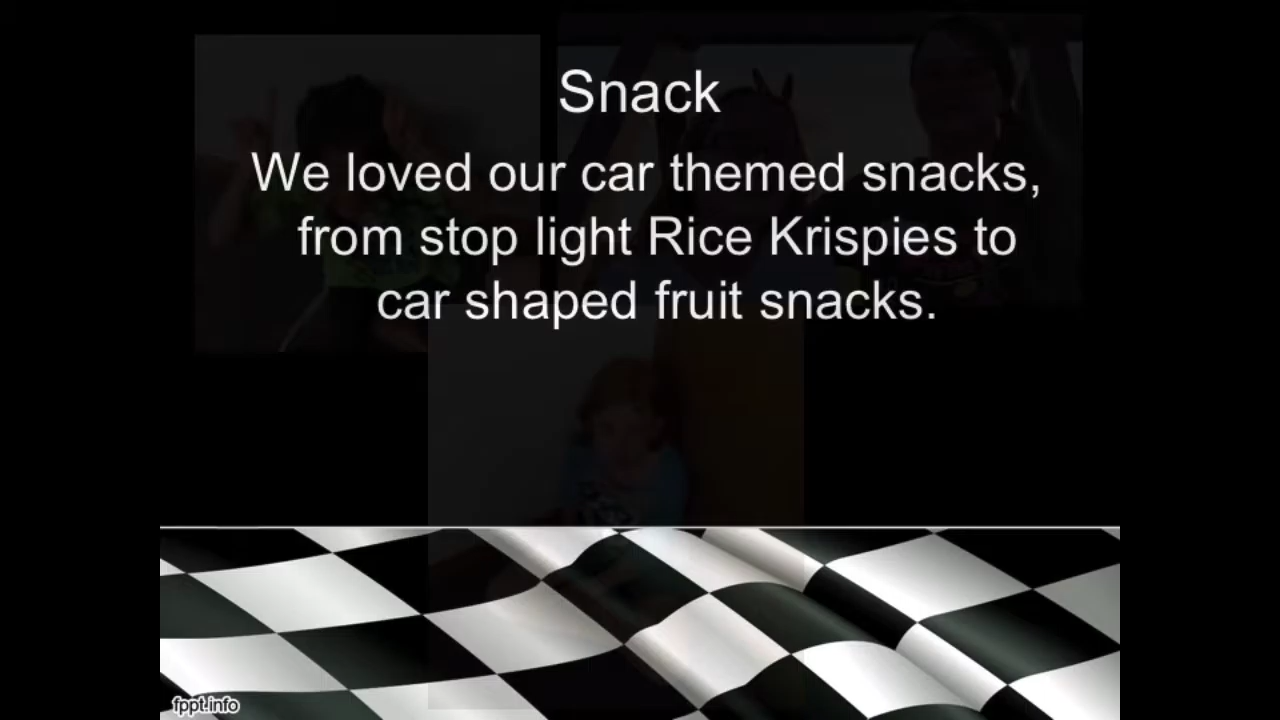 Snack
We loved our car themed snacks,
from stop light Rice Krispies to
car shaped fruit snacks.
fppt.info